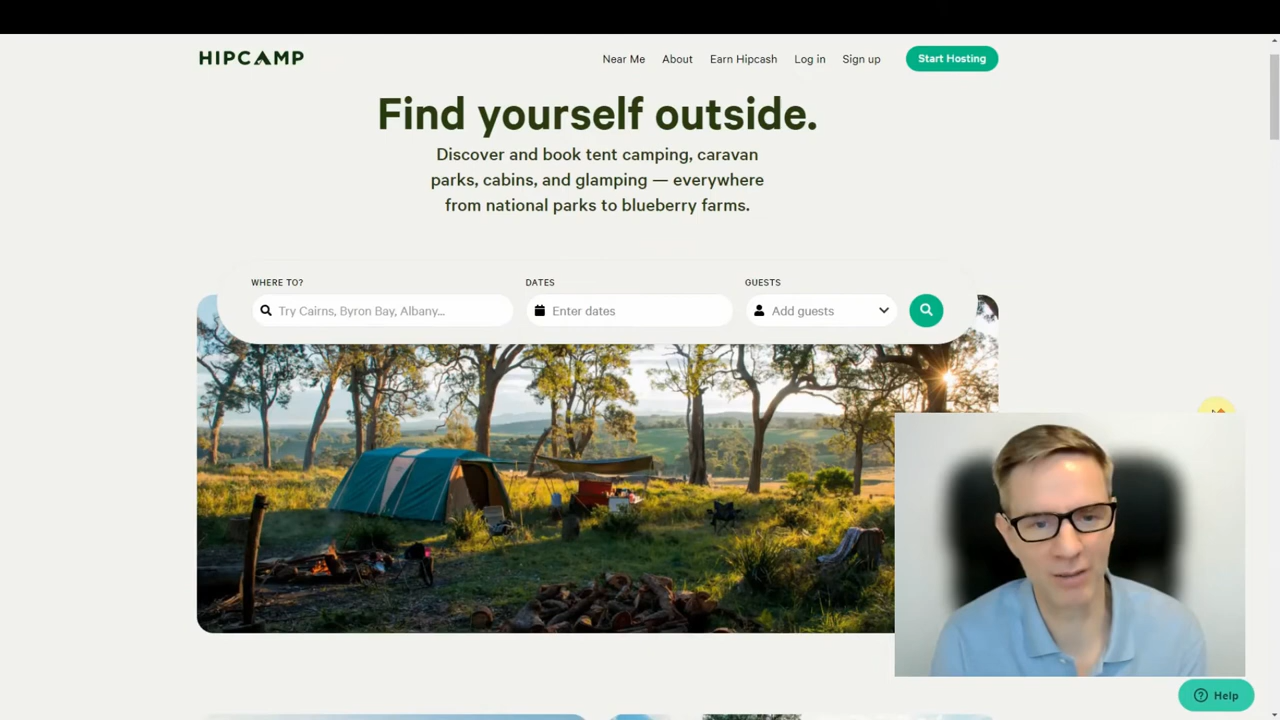 HIPCAMP
Near Me
About
Earn Hipcash
Log in
Sign up
Start Hosting
Find yourself outside.
Discover and book tent camping, caravan
parks, cabins, and glamping — everywhere
from national parks to blueberry farms.
WHERE TO?
DATES
GUESTS
Try Cairns, Byron Bay, Albany...
Enter dates
Add guests
Help